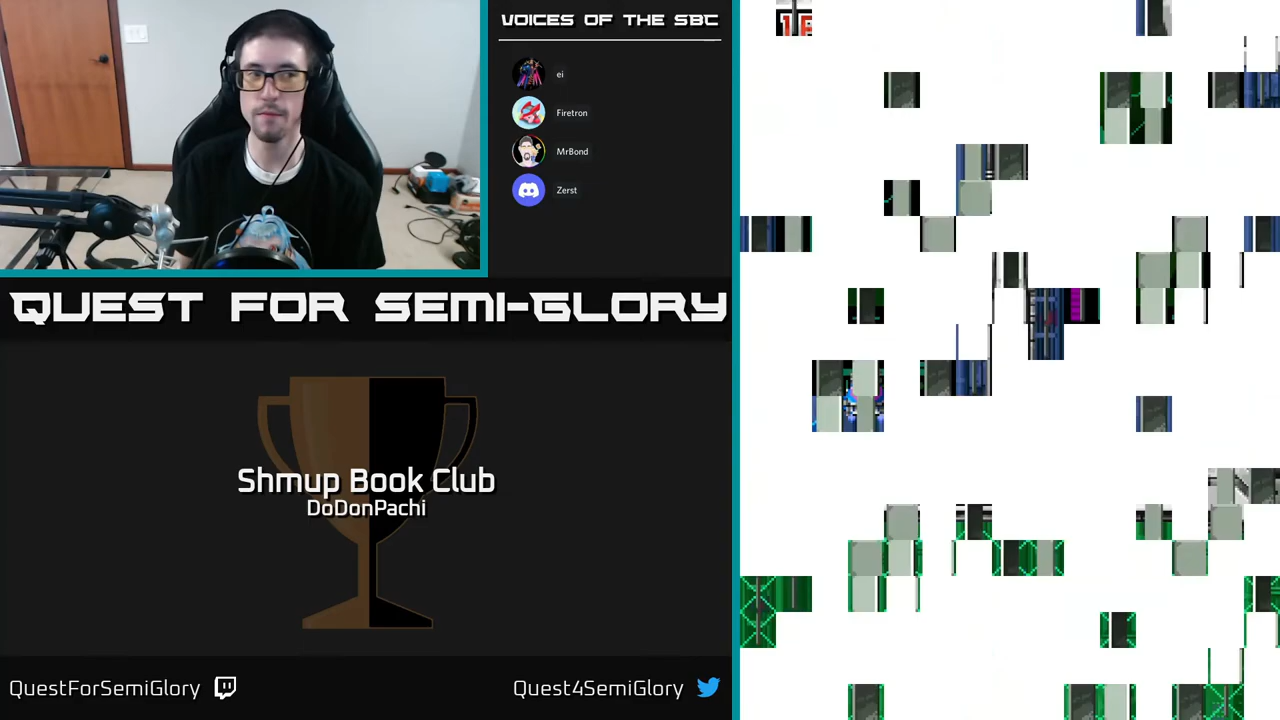 VOICES OF THE SBC
ei
Firetron
MrBond
Zerst
QUEST FOR SEMI-GLORY
Shmup Book Club
DoDonPachi
QuestForSemiGlory
Quest4SemiGlory